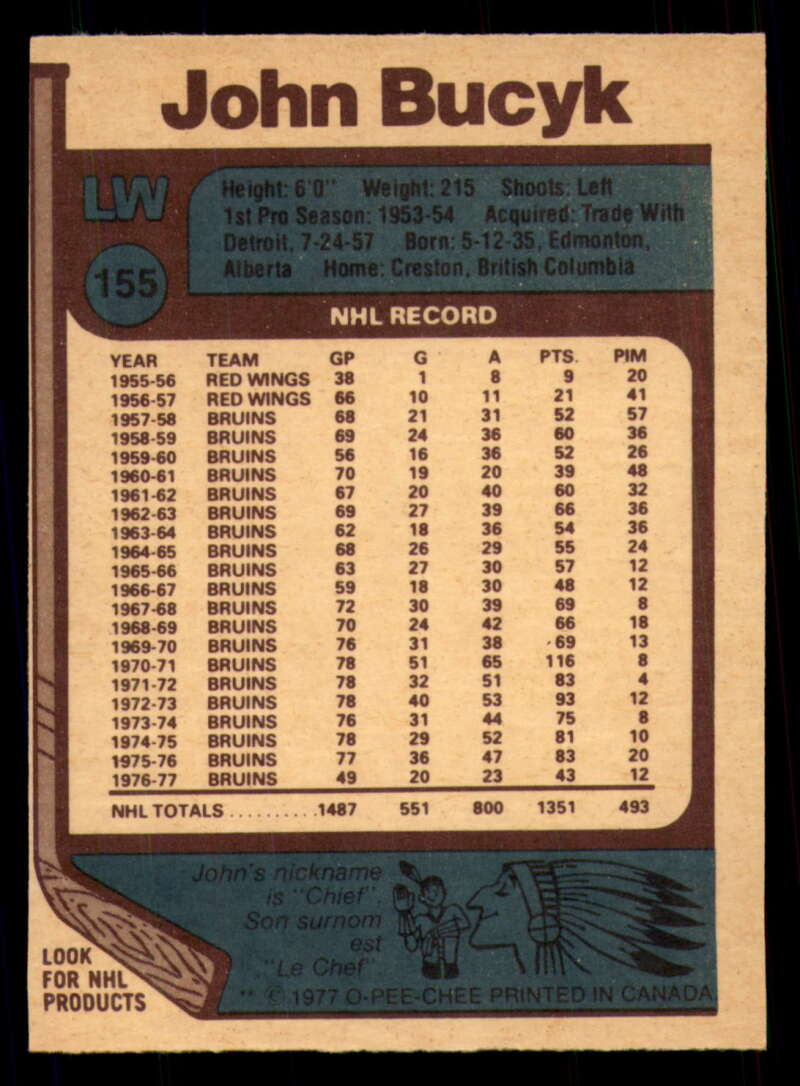 John Bucyk
LW
155
Height: 6'0" Weight: 215 Shoots: Left
1st Pro Season: 1953-54 Acquired: Trade With
Detroit, 7-24-57 Born: 5-12-35, Edmonton,
Alberta Home: Creston, British Columbia
NHL RECORD
YEAR TEAM GP G A PTS. PIM
1955-56 RED WINGS 38 1 8 9 20
1956-57 RED WINGS 66 10 11 21 41
1957-58 BRUINS 68 21 31 52 57
1958-59 BRUINS 69 24 36 60 36
1959-60 BRUINS 56 16 36 52 26
1960-61 BRUINS 70 19 20 39 48
1961-62 BRUINS 67 20 40 60 32
1962-63 BRUINS 69 27 39 66 36
1963-64 BRUINS 62 18 36 54 36
1964-65 BRUINS 68 26 29 55 24
1965-66 BRUINS 63 27 30 57 12
1966-67 BRUINS 59 18 30 48 12
1967-68 BRUINS 72 30 39 69 8
1968-69 BRUINS 70 24 42 66 18
1969-70 BRUINS 76 31 38 69 13
1970-71 BRUINS 78 51 65 116 8
1971-72 BRUINS 78 32 51 83 4
1972-73 BRUINS 78 40 53 93 12
1973-74 BRUINS 76 31 44 75 8
1974-75 BRUINS 78 29 52 81 10
1975-76 BRUINS 77 36 47 83 20
1976-77 BRUINS 49 20 23 43 12
NHL TOTALS ..........1487 551 800 1351 493
John's nickname
is "Chief".
Son surnom
est
"Le Chef"
LOOK
FOR NHL
PRODUCTS
** © 1977 O-PEE-CHEE PRINTED IN CANADA